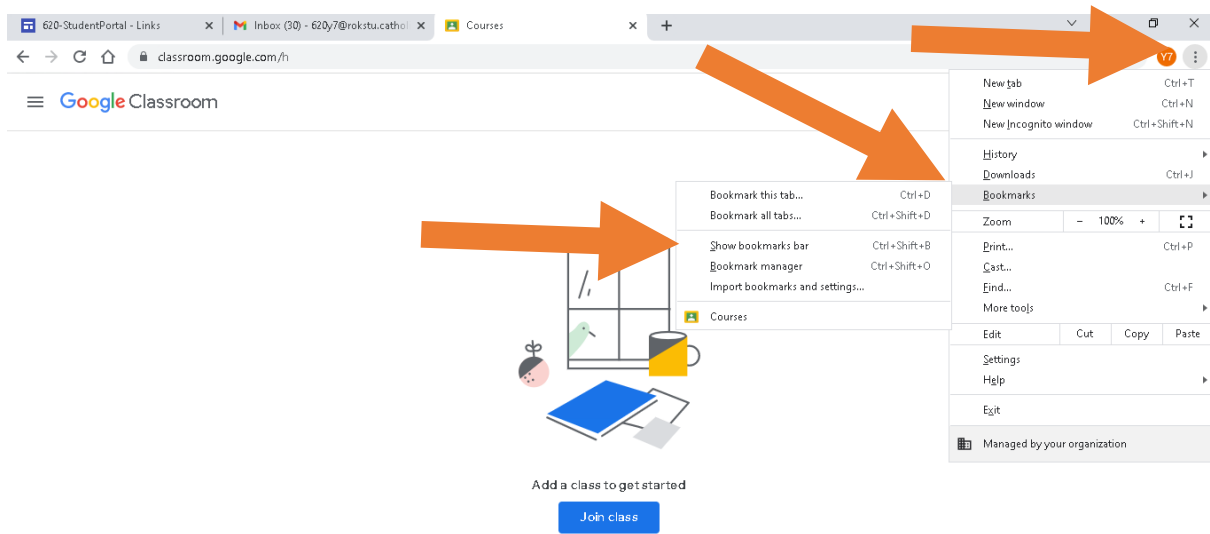 620-StudentPortal - Links
Inbox (30) - 620y7@rokstu.cathol
Courses
classroom.google.com/h
Y7
Google Classroom
New tab Ctrl+T
New window Ctrl+N
New Incognito window Ctrl+Shift+N
History
Downloads Ctrl+J
Bookmarks
Zoom - 100% +
Print... Ctrl+P
Cast...
Find... Ctrl+F
More tools
Edit Cut Copy Paste
Settings
Help
Exit
Managed by your organization
Bookmark this tab... Ctrl+D
Bookmark all tabs... Ctrl+Shift+D
Show bookmarks bar Ctrl+Shift+B
Bookmark manager Ctrl+Shift+O
Import bookmarks and settings...
Courses
Add a class to get started
Join class